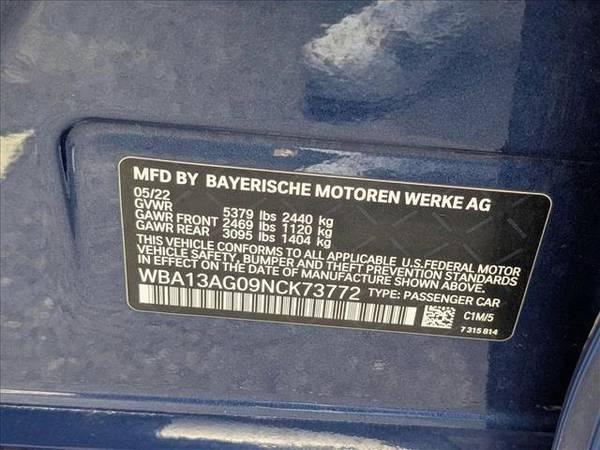 MFD BY BAYERISCHE MOTOREN WERKE AG
05/22
GVWR 5379 lbs 2440 kg
GAWR FRONT 2469 lbs 1120 kg
GAWR REAR 3095 lbs 1404 kg
THIS VEHICLE CONFORMS TO ALL APPLICABLE U.S.FEDERAL MOTOR
VEHICLE SAFETY, BUMPER, AND THEFT PREVENTION STANDARDS
IN EFFECT ON THE DATE OF MANUFACTURE SHOWN ABOVE.
WBA13AG09NCK73772 TYPE: PASSENGER CAR
C1M/5
7 315 814